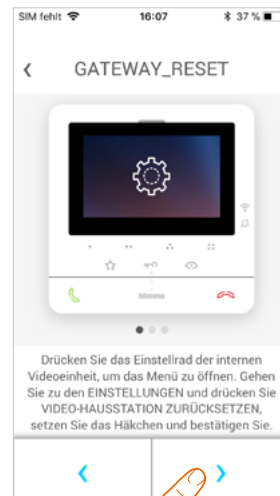 SIM fehlt 16:07 37 %
GATEWAY_RESET
bticino
Drücken Sie das Einstellrad der internen
Videoeinheit, um das Menü zu öffnen. Gehen
Sie zu den EINSTELLUNGEN und drücken Sie
VIDEO-HAUSSTATION ZURÜCKSETZEN,
setzen Sie das Häkchen und bestätigen Sie.